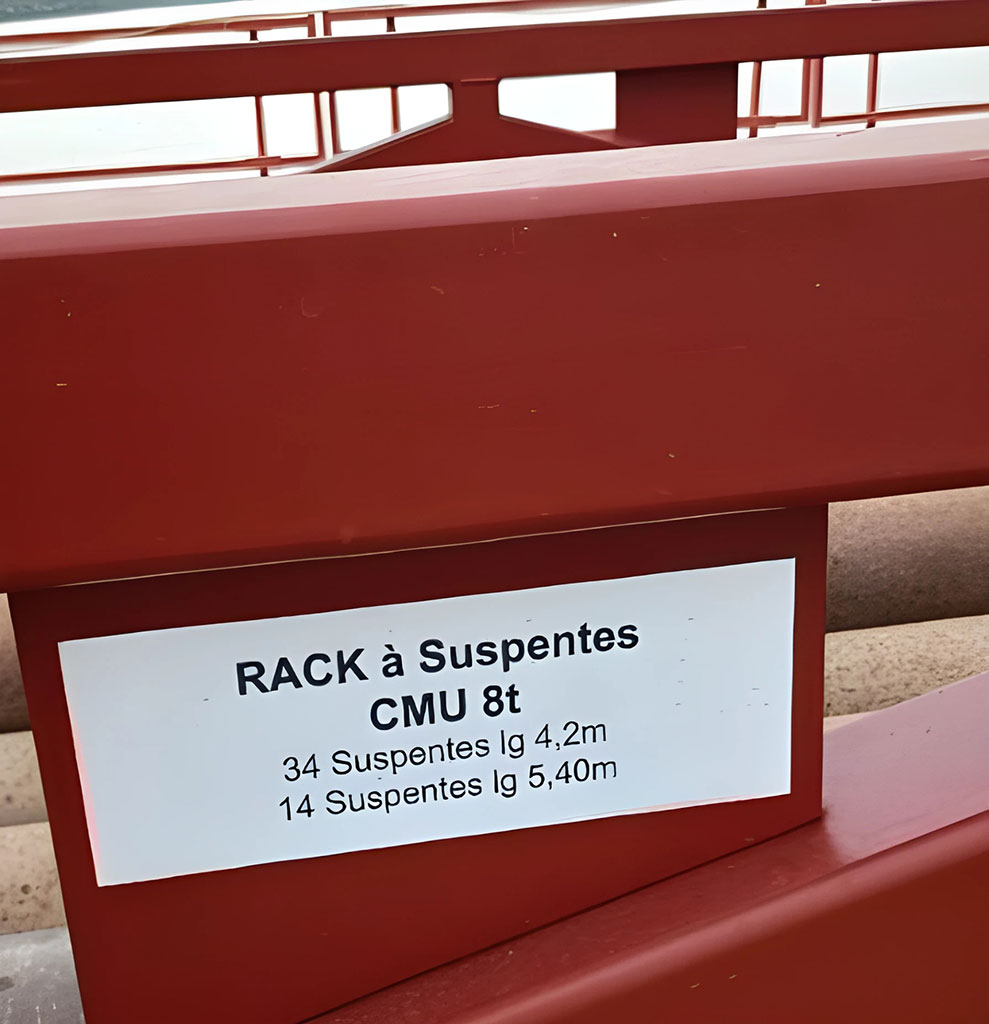 RACK à Suspentes
CMU 8t
34 Suspentes lg 4,2m
14 Suspentes lg 5,40m